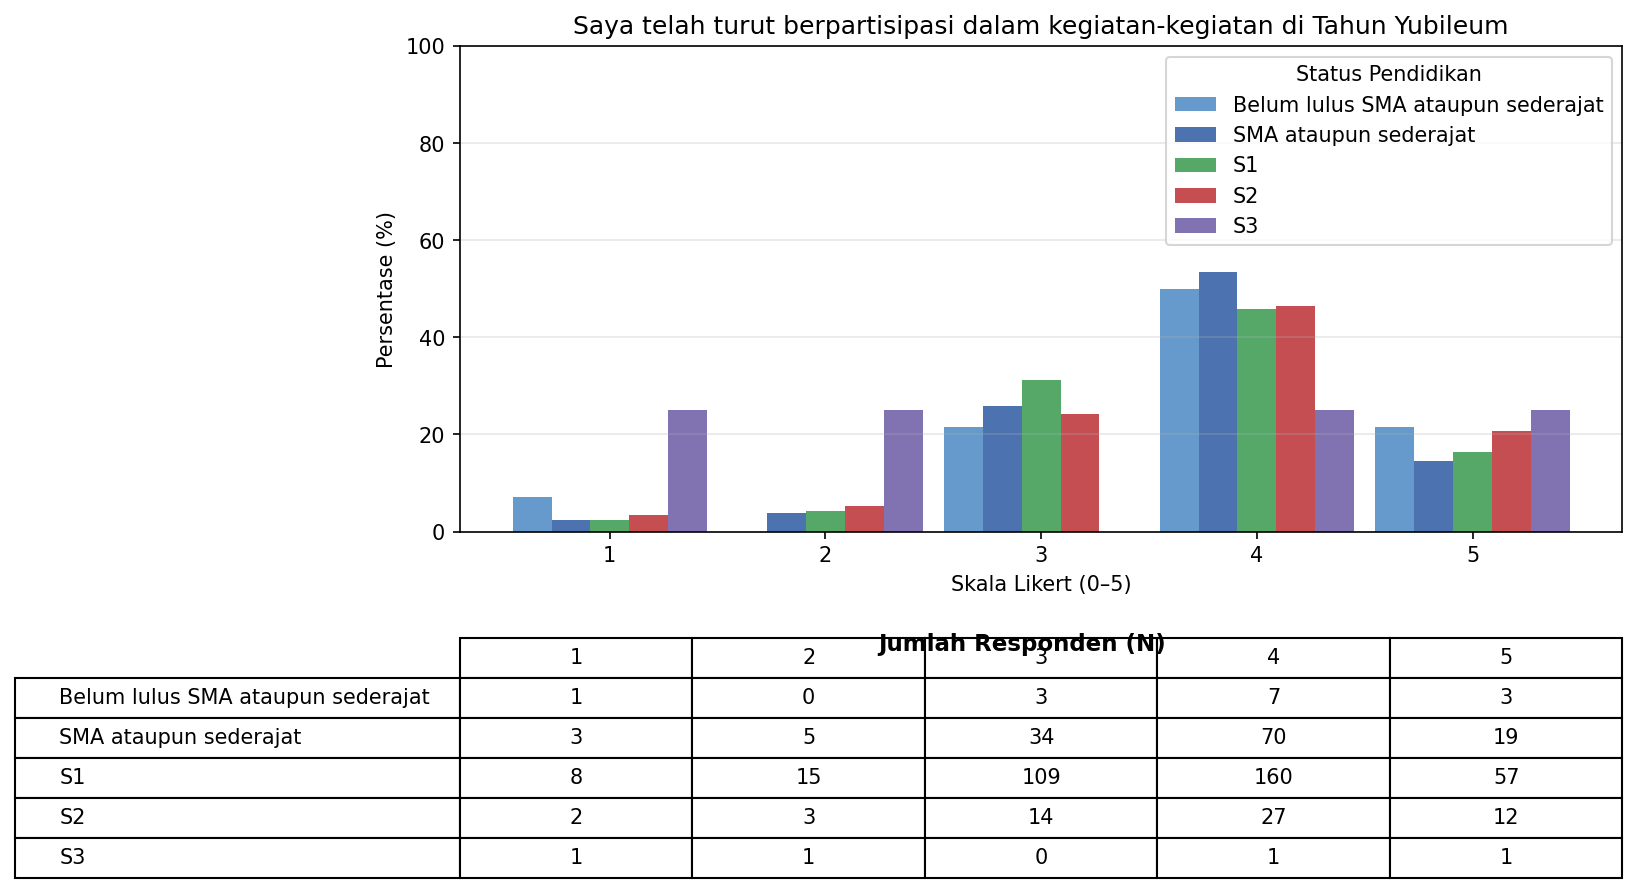 Saya telah turut berpartisipasi dalam kegiatan-kegiatan di Tahun Yubileum
100
80
60
40
20
0
Persentase (%)
Status Pendidikan
Belum lulus SMA ataupun sederajat
SMA ataupun sederajat
S1
S2
S3
1 2 3 4 5
Skala Likert (0–5)
Jumlah Responden (N)
1 2 3 4 5
Belum lulus SMA ataupun sederajat 1 0 3 7 3
SMA ataupun sederajat 3 5 34 70 19
S1 8 15 109 160 57
S2 2 3 14 27 12
S3 1 1 0 1 1